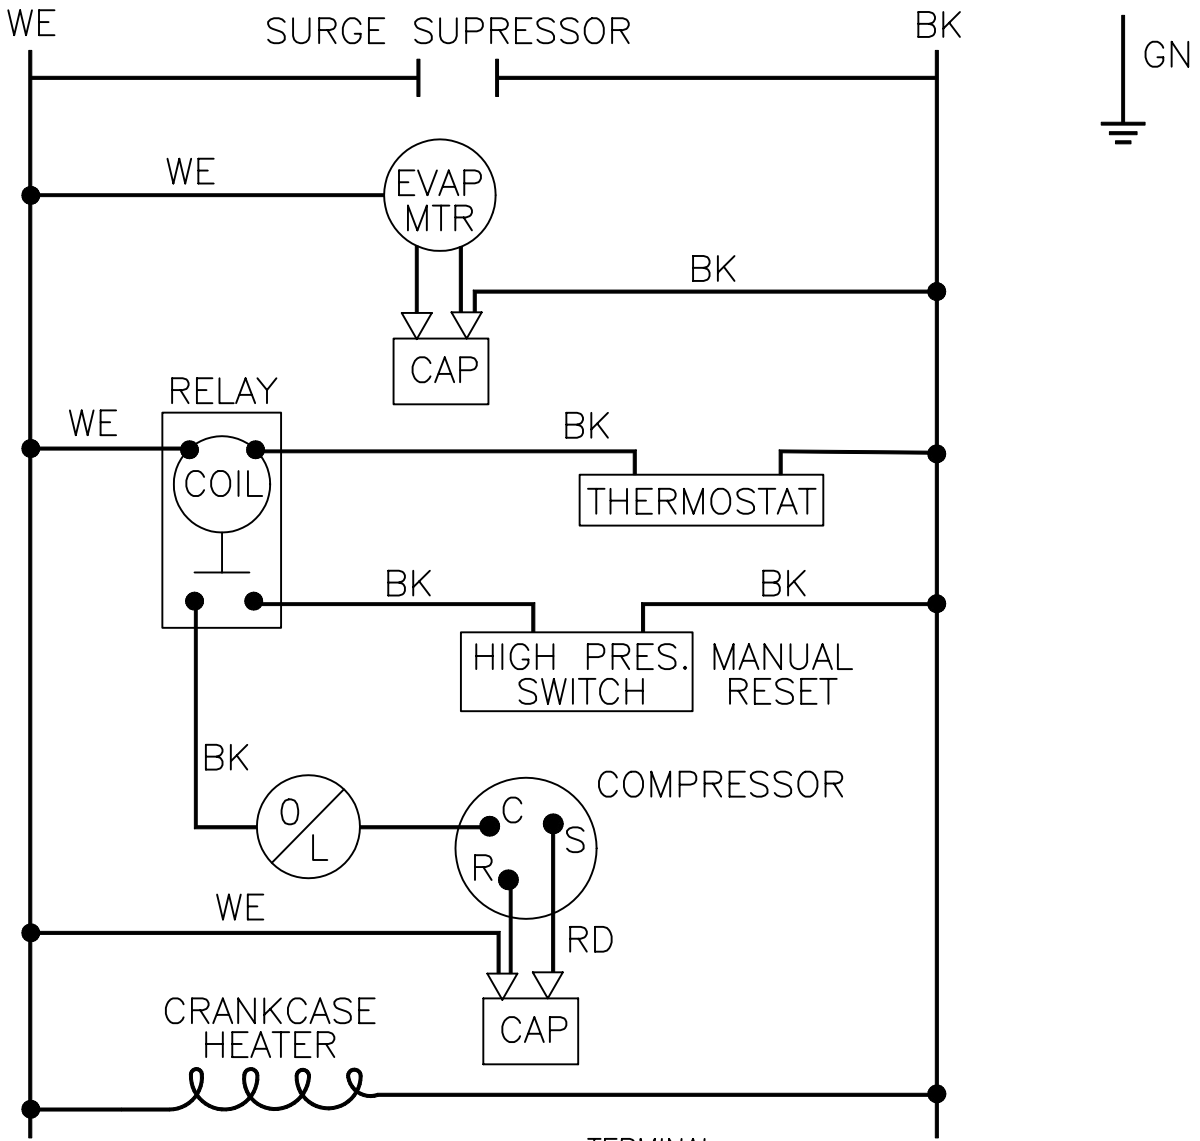 WE
SURGE SUPRESSOR
BK
GN
WE
EVAP
MTR
BK
CAP
RELAY
WE
BK
COIL
THERMOSTAT
BK
BK
HIGH PRES.
SWITCH
MANUAL
RESET
BK
COMPRESSOR
O
L
C
S
R
WE
RD
CRANKCASE
HEATER
CAP